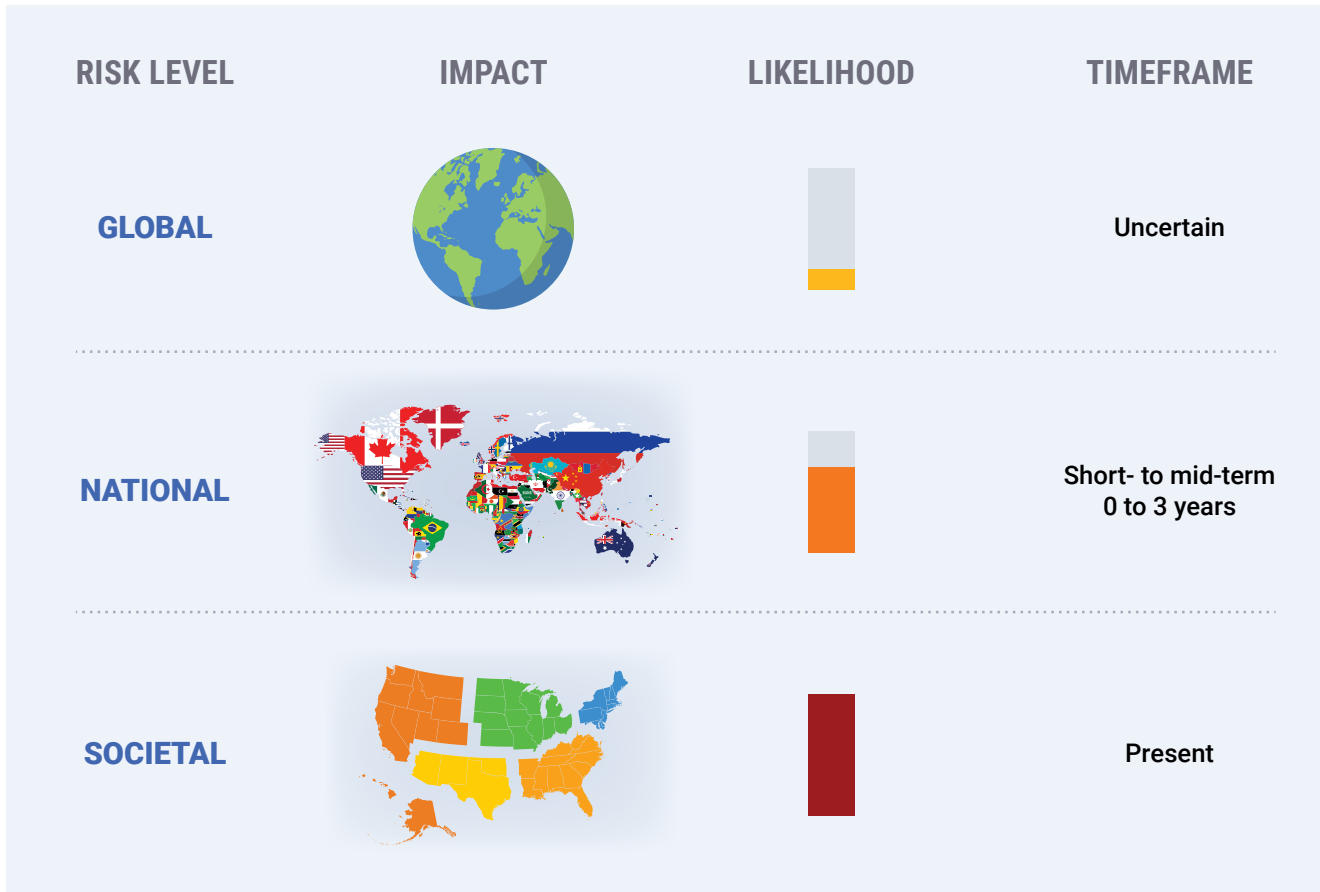 RISK LEVEL IMPACT LIKELIHOOD TIMEFRAME
GLOBAL Uncertain
NATIONAL Short- to mid-term
0 to 3 years
SOCIETAL Present